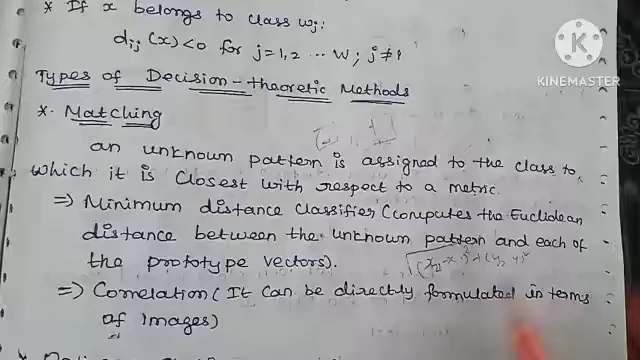 * If x belongs to class wj:
dij (x) <0 for j=1,2 ... W; j≠i
Types of Decision-theoretic Methods
*. Matching
an unknown pattern is assigned to the class to
which it is closest with respect to a metric.
⇒ Minimum distance classifier (computes the Euclidean
distance between the unknown pattern and each of
the prototype vectors).
⇒ Correlation (It can be directly formulated in terms
of images)
KINEMASTER